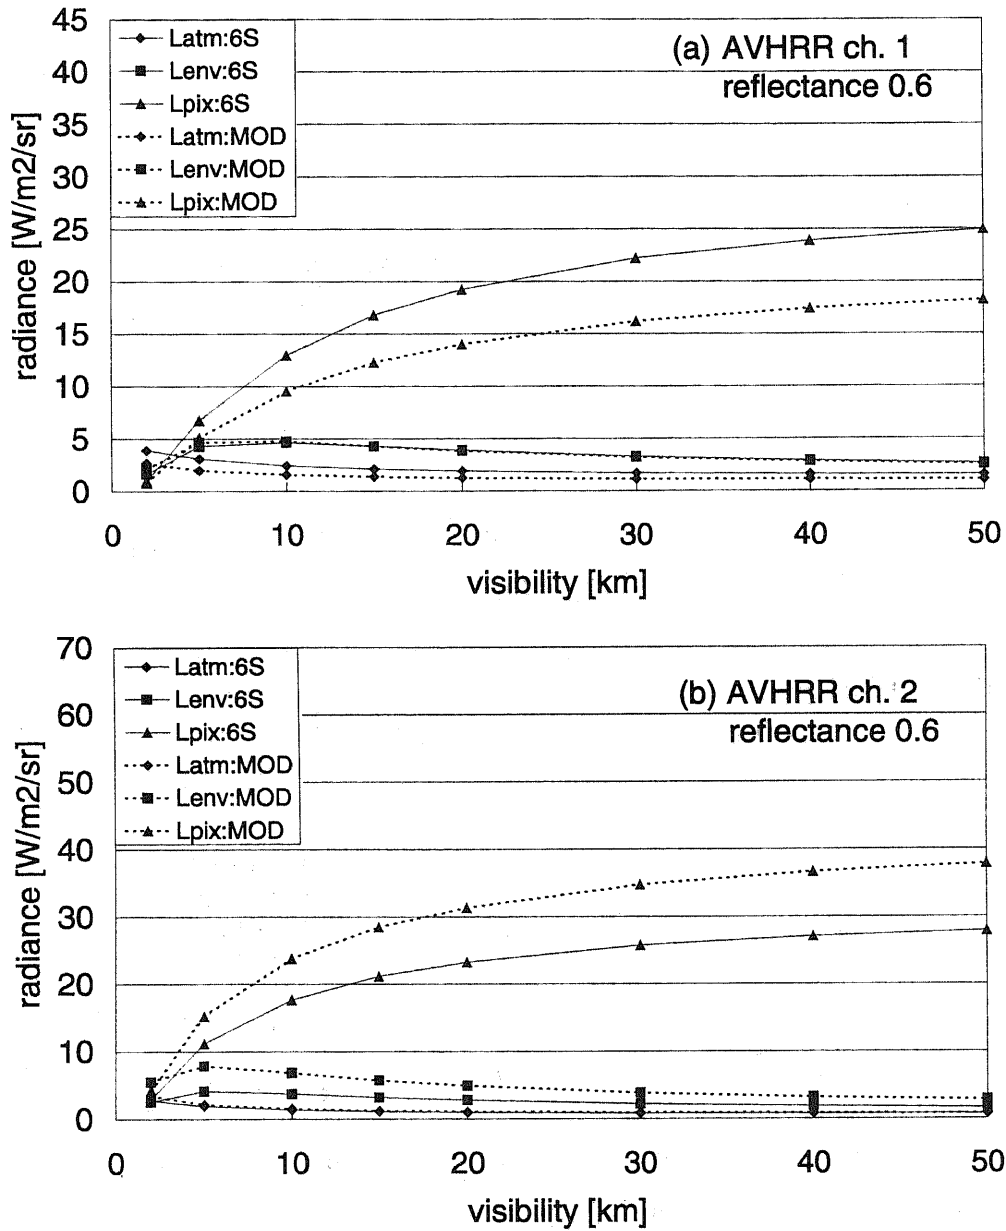 45
40
35
30
25
20
15
10
5
0
radiance [W/m2/sr]
Latm:6S
Lenv:6S
Lpix:6S
Latm:MOD
Lenv:MOD
Lpix:MOD
(a) AVHRR ch. 1
reflectance 0.6
0 10 20 30 40 50
visibility [km]
70
60
50
40
30
20
10
0
radiance [W/m2/sr]
Latm:6S
Lenv:6S
Lpix:6S
Latm:MOD
Lenv:MOD
Lpix:MOD
(b) AVHRR ch. 2
reflectance 0.6
0 10 20 30 40 50
visibility [km]